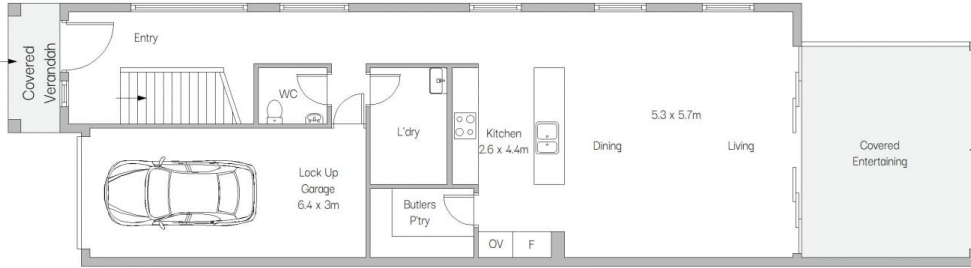 Covered
Verandah
Entry
WC
L'dry
Kitchen
2.6 x 4.4m
5.3 x 5.7m
Dining
Living
Covered
Entertaining
Lock Up
Garage
6.4 x 3m
Butlers
P'try
OV
F